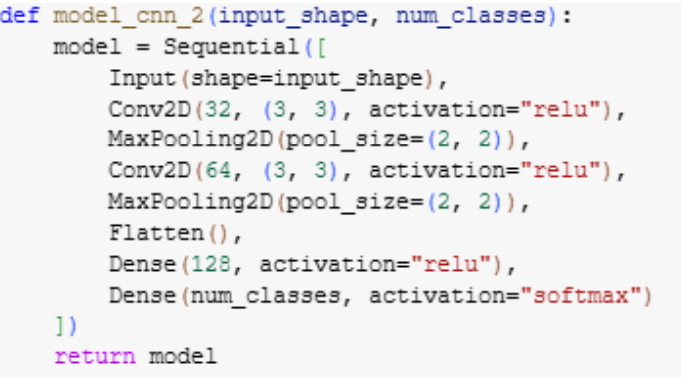 def model_cnn_2(input_shape, num_classes):
    model = Sequential([
        Input(shape=input_shape),
        Conv2D(32, (3, 3), activation="relu"),
        MaxPooling2D(pool_size=(2, 2)),
        Conv2D(64, (3, 3), activation="relu"),
        MaxPooling2D(pool_size=(2, 2)),
        Flatten(),
        Dense(128, activation="relu"),
        Dense(num_classes, activation="softmax")
    ])
    return model